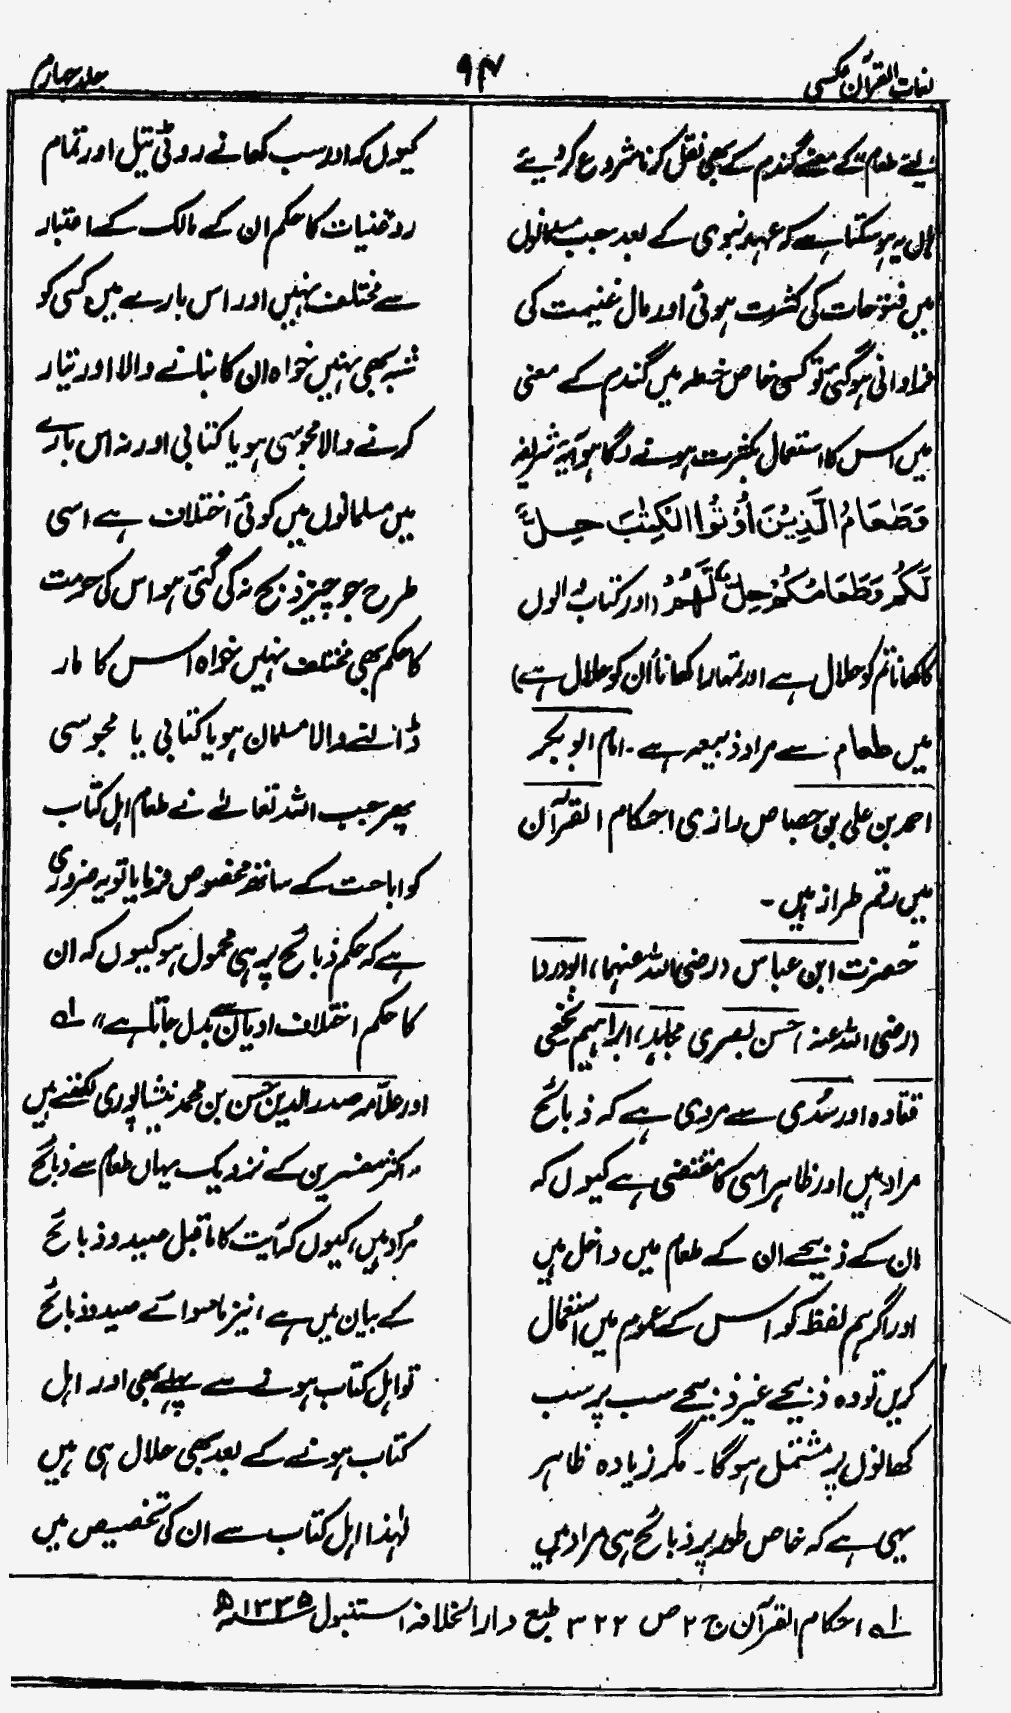 لغات القرآن عکسی
۹۴
جلد چہارم
لئے طعام" کے معنے گندم کے بھی نقل کرنا شروع کر دیئے
ہاں یہ ہو سکتا ہے کہ عہد نبوی کے بعد جب مسلمانوں
میں فتوحات کی کثرت ہوئی اور مال غنیمت کی
فراوانی ہو گئی تو کسی خاص خطہ میں گندم کے معنی
میں اس کا استعمال بکثرت ہونے لگا ہو آیۃ شریفہ
وَطَعَامُ الَّذِيْنَ اُوْتُوا الْكِتٰبَ حِلٌّ
لَكُمْ وَطَعَامُكُمْ حِلٌّ لَّهُمْ (اور کتاب والوں
کا کھانا تم کو حلال ہے اور تمہارا کھانا اُن کو حلال ہے)
میں طعام سے مراد ذبیحہ ہے۔ امام ابو بکر
احمد بن علی بن جصاص رازی احکام القرآن
میں رقم طراز ہیں۔
حضرت ابن عباس (رضی اللہ عنہما)، ابو دردا
(رضی اللہ عنہ) حسن بصری مجاہد، ابراہیم نخعی
قتادہ اور سُدی سے مروی ہے کہ ذبائح
مراد ہیں اور ظاہر اسی کا مقتضی ہے کیوں کہ
ان کے ذبیحے ان کے طعام میں داخل ہیں
اور اگر ہم لفظ کو اس کے عموم میں استعمال
کریں تو وہ ذبیحے غیر ذبیحے سب پر سب
کھانوں پر مشتمل ہوگا۔ مگر زیادہ ظاہر
یہی ہے کہ خاص طور پر ذبائح ہی مراد ہیں
کیوں کہ اور سب کھانے روٹی تیل اور تمام
روغنیات کا حکم ان کے مالک کے اعتبار
سے مختلف نہیں اور اس بارے میں کسی کو
شبہ بھی نہیں خواہ ان کا بنانے والا اور تیار
کرنے والا مجوسی ہو یا کتابی اور نہ اس بارے
میں مسلمانوں میں کوئی اختلاف ہے اسی
طرح جو چیز ذبح نہ کی گئی ہو اس کی حرمت
کا حکم بھی مختلف نہیں خواہ اس کا مار
ڈالنے والا مسلمان ہو یا کتابی یا مجوسی
پھر جب اللہ تعالےٰ نے طعام اہل کتاب
کو اباحت کے ساتھ مخصوص فرمایا تو یہ ضروری
ہے کہ حکم ذبائح پر ہی محمول ہو کیوں کہ ان
کا حکم اختلاف ادیان سے بدل جاتا ہے" لہ
اور علّامہ صدر الدین حسن بن محمد نیشاپوری لکھتے ہیں
"اکثر مفسرین کے نزدیک یہاں طعام سے ذبائح
مُراد ہیں، کیوں کہ آیت کا ماقبل صید و ذبائح
کے بیان میں ہے، نیز ماسوائے صید و ذبائح
تو اہل کتاب ہونے سے پہلے بھی اور اہل
کتاب ہونے کے بعد بھی حلال ہی ہیں
لہٰذا اہل کتاب سے ان کی تخصیص میں
لہ احکام القرآن ج ۲ ص ۳۲۲ طبع دار الخلافہ استنبول ۱۳۳۵ھ